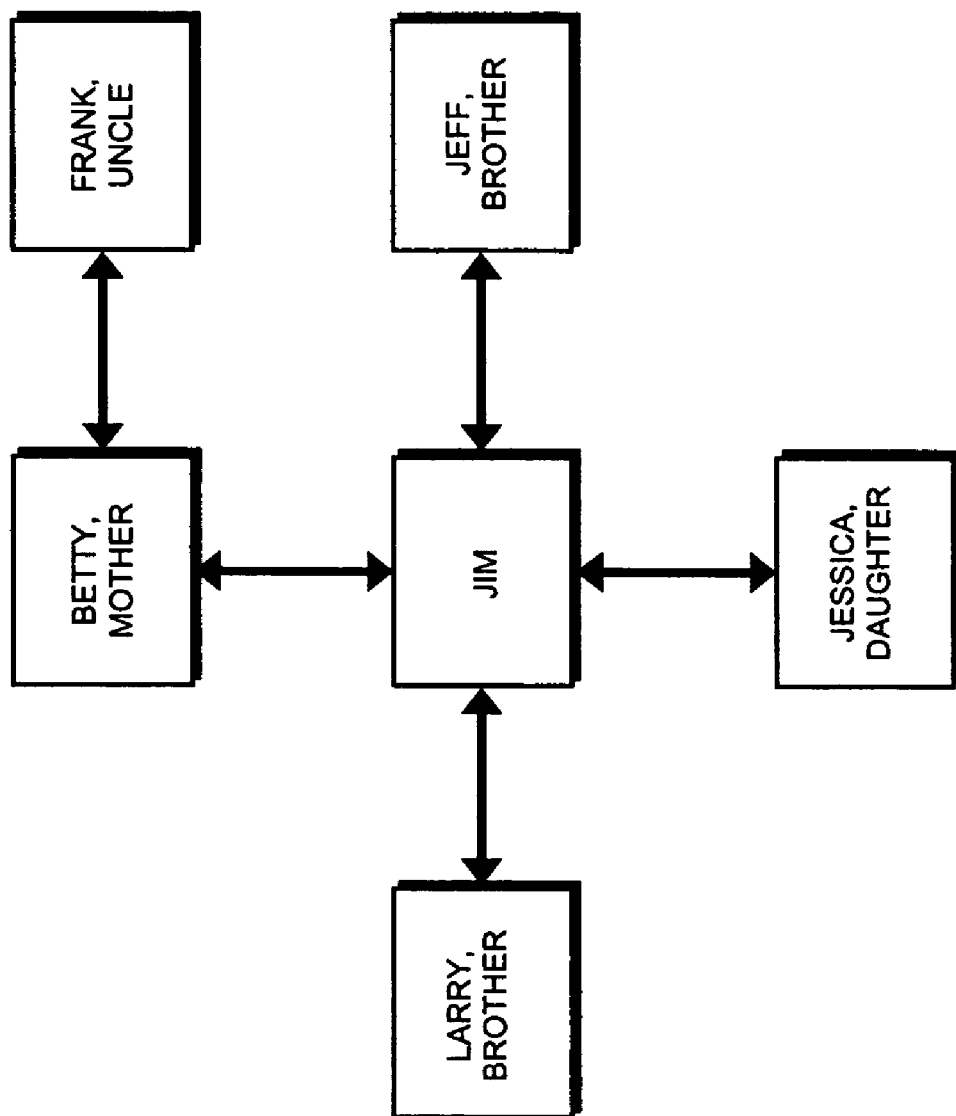 BETTY,
MOTHER
FRANK,
UNCLE
LARRY,
BROTHER
JIM
JEFF,
BROTHER
JESSICA,
DAUGHTER